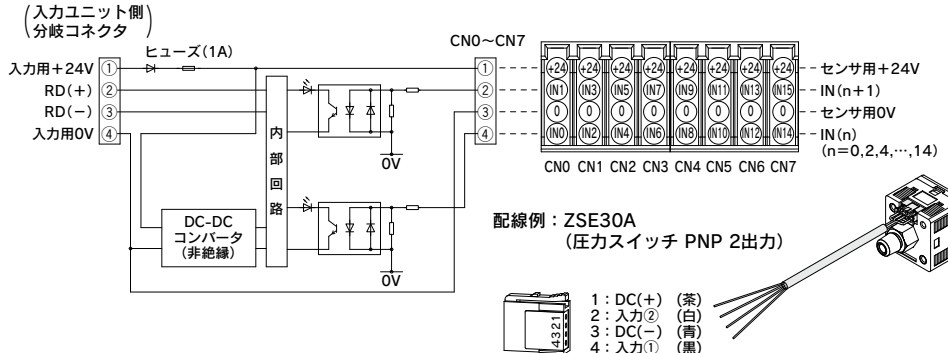 (入力ユニット側
分岐コネクタ)
ヒューズ(1A)
入力用+24V ①
RD(+) ②
RD(−) ③
入力用0V ④
内部回路
DC-DC
コンバータ
(非絶縁)
0V
0V
CN0~CN7
①
②
③
④
+24 +24 +24 +24 +24 +24 +24 +24
IN1 IN3 IN5 IN7 IN9 IN11 IN13 IN15
0 0 0 0 0 0 0 0
IN0 IN2 IN4 IN6 IN8 IN10 IN12 IN14
CN0 CN1 CN2 CN3 CN4 CN5 CN6 CN7
センサ用+24V
IN(n+1)
センサ用0V
IN(n)
(n=0,2,4,…,14)
配線例:ZSE30A
(圧力スイッチ PNP 2出力)
4321
1:DC(+) (茶)
2:入力② (白)
3:DC(−) (青)
4:入力① (黒)